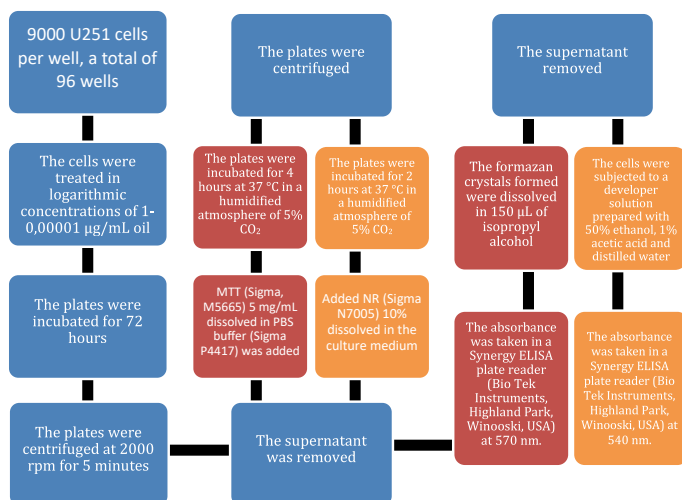 9000 U251 cells
per well, a total of
96 wells
The cells were
treated in
logarithmic
concentrations of 1-
0,00001 µg/mL oil
The plates were
incubated for 72
hours
The plates were
centrifuged at 2000
rpm for 5 minutes
The plates were
centrifuged
The plates were
incubated for 4
hours at 37 °C in a
humidified
atmosphere of 5%
CO₂
The plates were
incubated for 2
hours at 37 °C in
a humidified
atmosphere of
5% CO₂
MTT (Sigma,
M5665) 5 mg/mL
dissolved in PBS
buffer (Sigma
P4417) was added
Added NR (Sigma
N7005) 10%
dissolved in the
culture medium
The supernatant
was removed
The supernatant
removed
The formazan
crystals formed
were dissolved
in 150 µL of
isopropyl
alcohol
The cells were
subjected to a
developer
solution
prepared with
50% ethanol, 1%
acetic acid and
distilled water
The absorbance
was taken in a
Synergy ELISA
plate reader
(Bio Tek
Instruments,
Highland Park,
Winooski, USA)
at 570 nm.
The absorbance
was taken in a
Synergy ELISA
plate reader (Bio
Tek Instruments,
Highland Park,
Winooski, USA) at
540 nm.